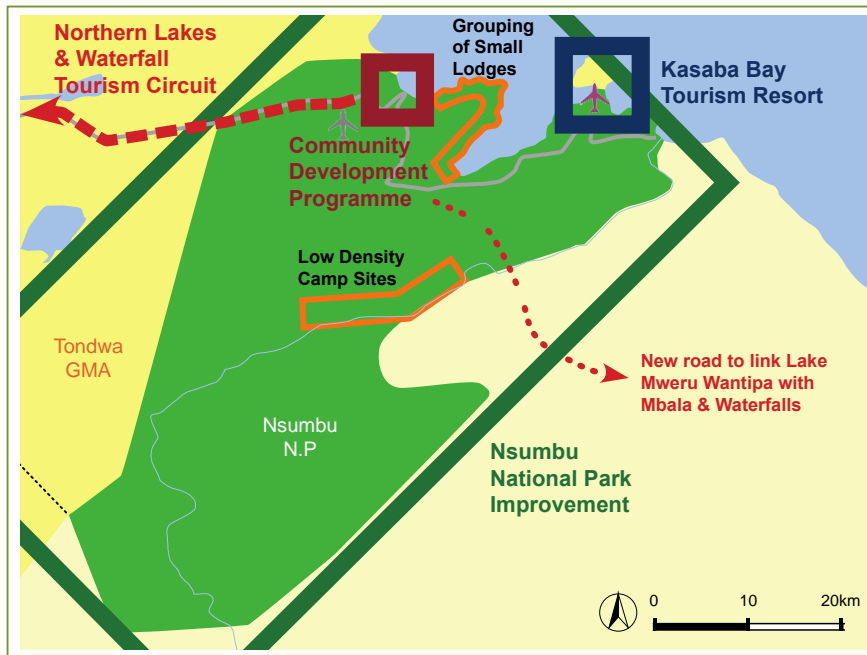 Northern Lakes
& Waterfall
Tourism Circuit
Grouping
of Small
Lodges
Kasaba Bay
Tourism Resort
Community
Development
Programme
Low Density
Camp Sites
Tondwa
GMA
New road to link Lake
Mweru Wantipa with
Mbala & Waterfalls
Nsumbu
N.P
Nsumbu
National Park
Improvement
0 10 20km